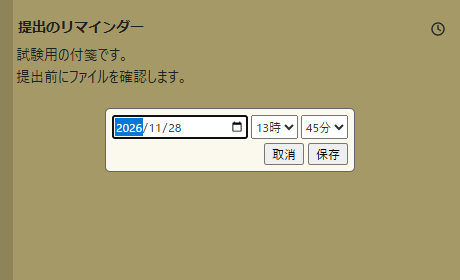 提出のリマインダー
試験用の付箋です。
提出前にファイルを確認します。
2026/11/28 13時 45分
取消 保存